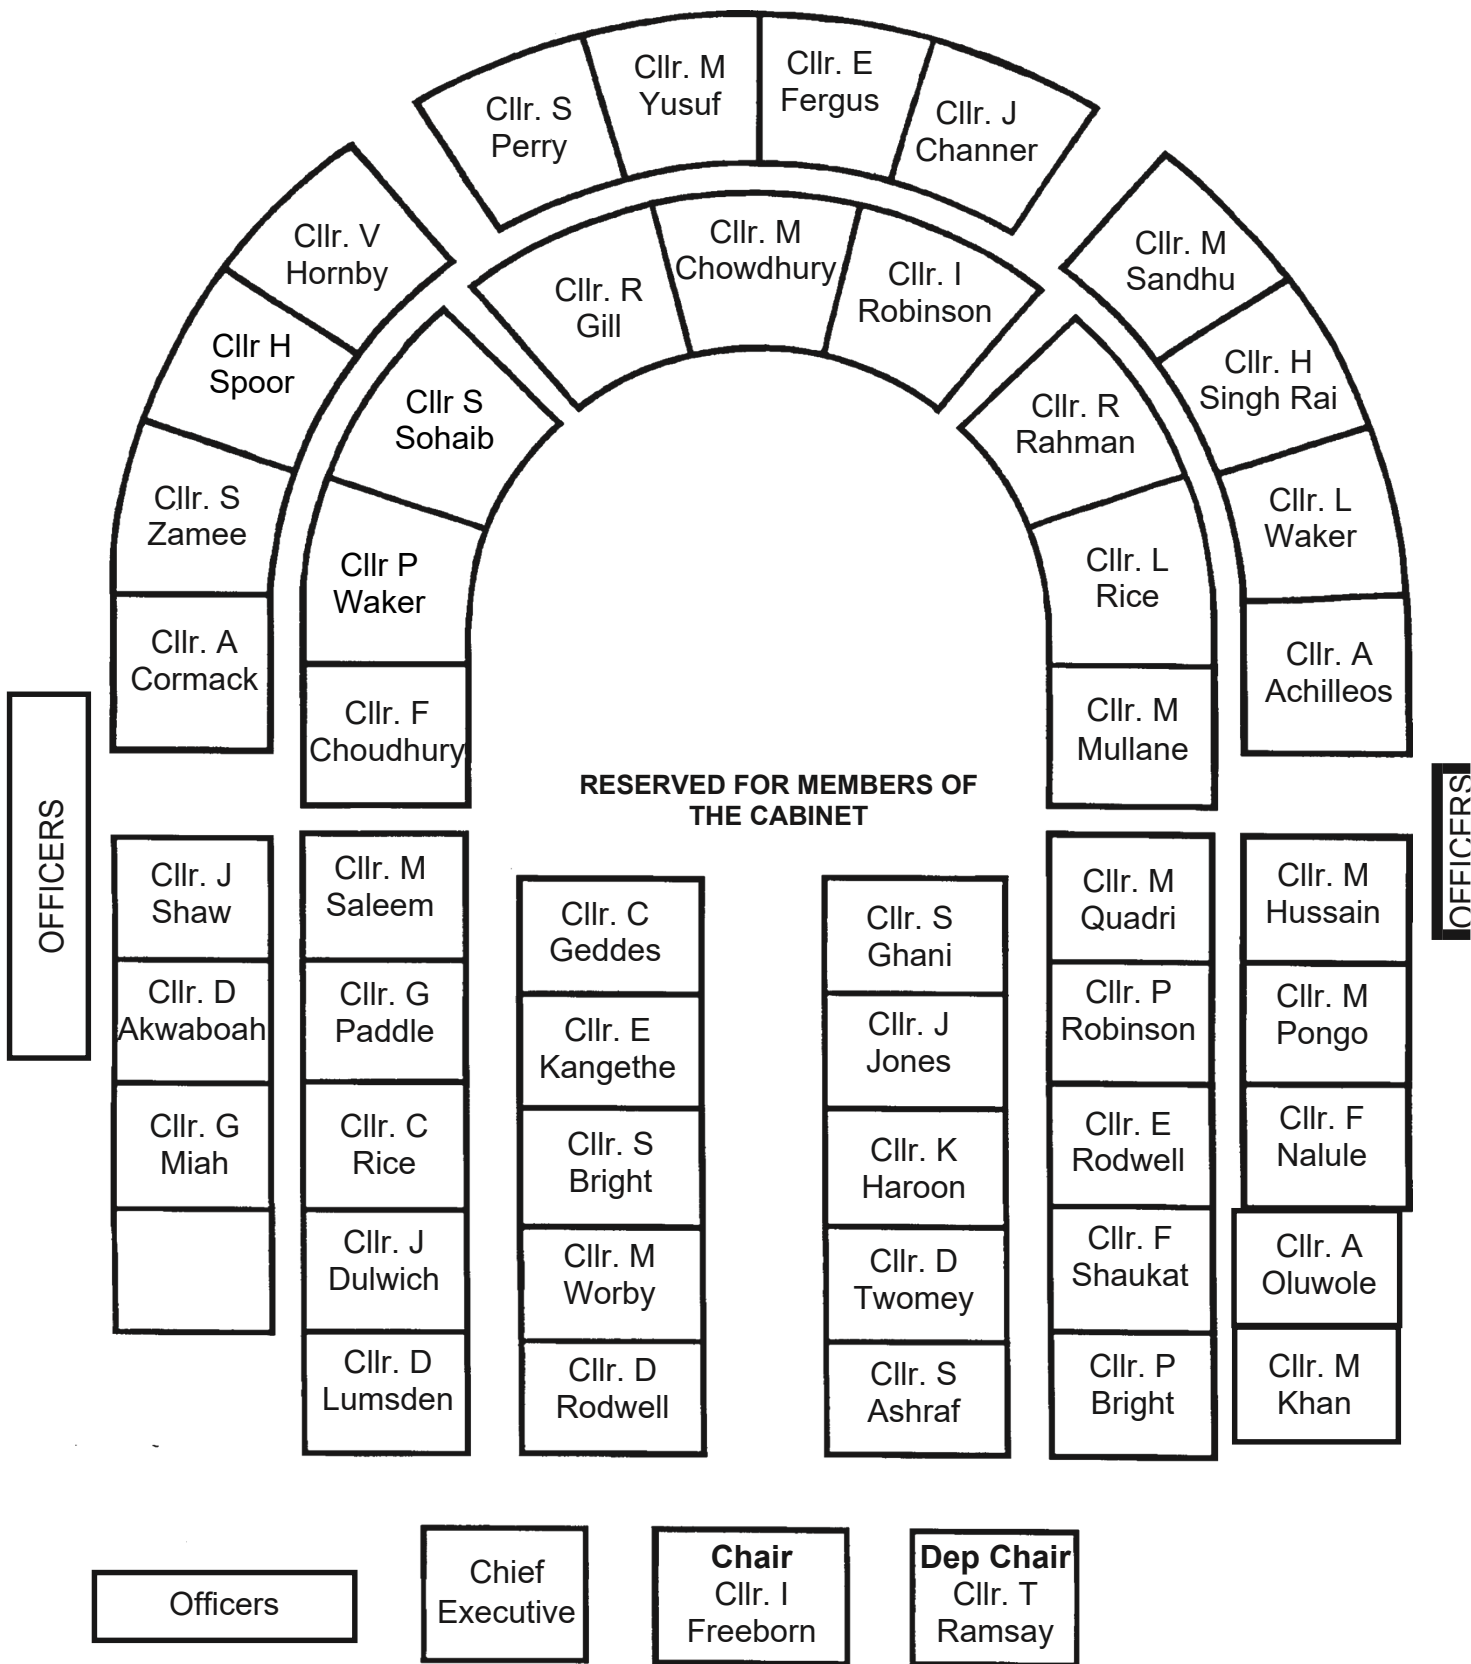 Cllr. S
Perry
Cllr. M
Yusuf
Cllr. E
Fergus
Cllr. J
Channer
Cllr. V
Hornby
Cllr H
Spoor
Cllr. S
Zamee
Cllr. A
Cormack
Cllr. R
Gill
Cllr. M
Chowdhury
Cllr. I
Robinson
Cllr. M
Sandhu
Cllr. H
Singh Rai
Cllr. L
Waker
Cllr. A
Achilleos
Cllr S
Sohaib
Cllr P
Waker
Cllr. F
Choudhury
Cllr. R
Rahman
Cllr. L
Rice
Cllr. M
Mullane
RESERVED FOR MEMBERS OF
THE CABINET
OFFICERS
OFFICERS
Cllr. J
Shaw
Cllr. D
Akwaboah
Cllr. G
Miah
Cllr. M
Saleem
Cllr. G
Paddle
Cllr. C
Rice
Cllr. J
Dulwich
Cllr. D
Lumsden
Cllr. C
Geddes
Cllr. E
Kangethe
Cllr. S
Bright
Cllr. M
Worby
Cllr. D
Rodwell
Cllr. S
Ghani
Cllr. J
Jones
Cllr. K
Haroon
Cllr. D
Twomey
Cllr. S
Ashraf
Cllr. M
Quadri
Cllr. P
Robinson
Cllr. E
Rodwell
Cllr. F
Shaukat
Cllr. P
Bright
Cllr. M
Hussain
Cllr. M
Pongo
Cllr. F
Nalule
Cllr. A
Oluwole
Cllr. M
Khan
Officers
Chief
Executive
Chair
Cllr. I
Freeborn
Dep Chair
Cllr. T
Ramsay